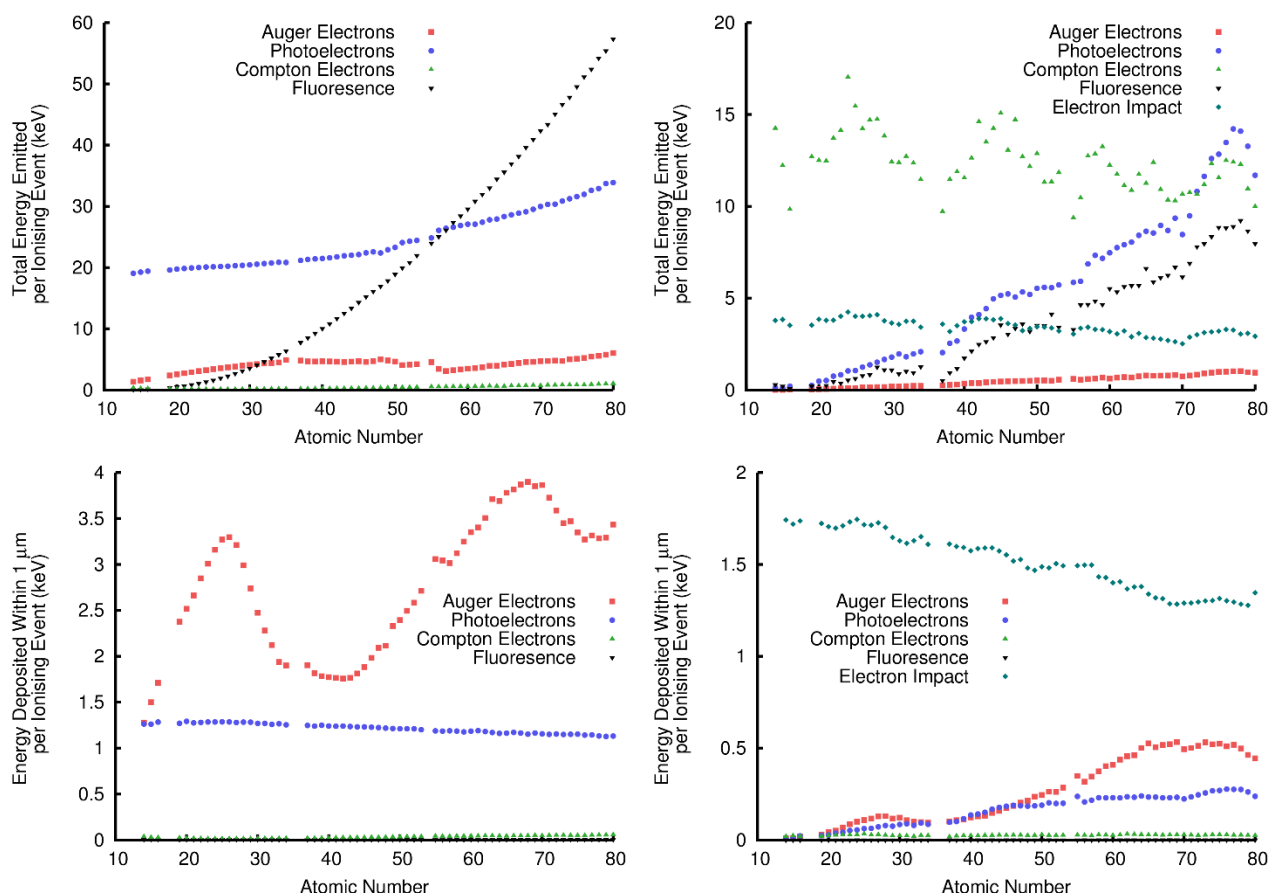 Total Energy Emitted
per Ionising Event (keV)
60
50
40
30
20
10
0
10 20 30 40 50 60 70 80
Atomic Number
Auger Electrons
Photoelectrons
Compton Electrons
Fluoresence
Total Energy Emitted
per Ionising Event (keV)
20
15
10
5
0
10 20 30 40 50 60 70 80
Atomic Number
Auger Electrons
Photoelectrons
Compton Electrons
Fluoresence
Electron Impact
Energy Deposited Within 1 μm
per Ionising Event (keV)
4
3.5
3
2.5
2
1.5
1
0.5
0
10 20 30 40 50 60 70 80
Atomic Number
Auger Electrons
Photoelectrons
Compton Electrons
Fluoresence
Energy Deposited Within 1 μm
per Ionising Event (keV)
2
1.5
1
0.5
0
10 20 30 40 50 60 70 80
Atomic Number
Auger Electrons
Photoelectrons
Compton Electrons
Fluoresence
Electron Impact